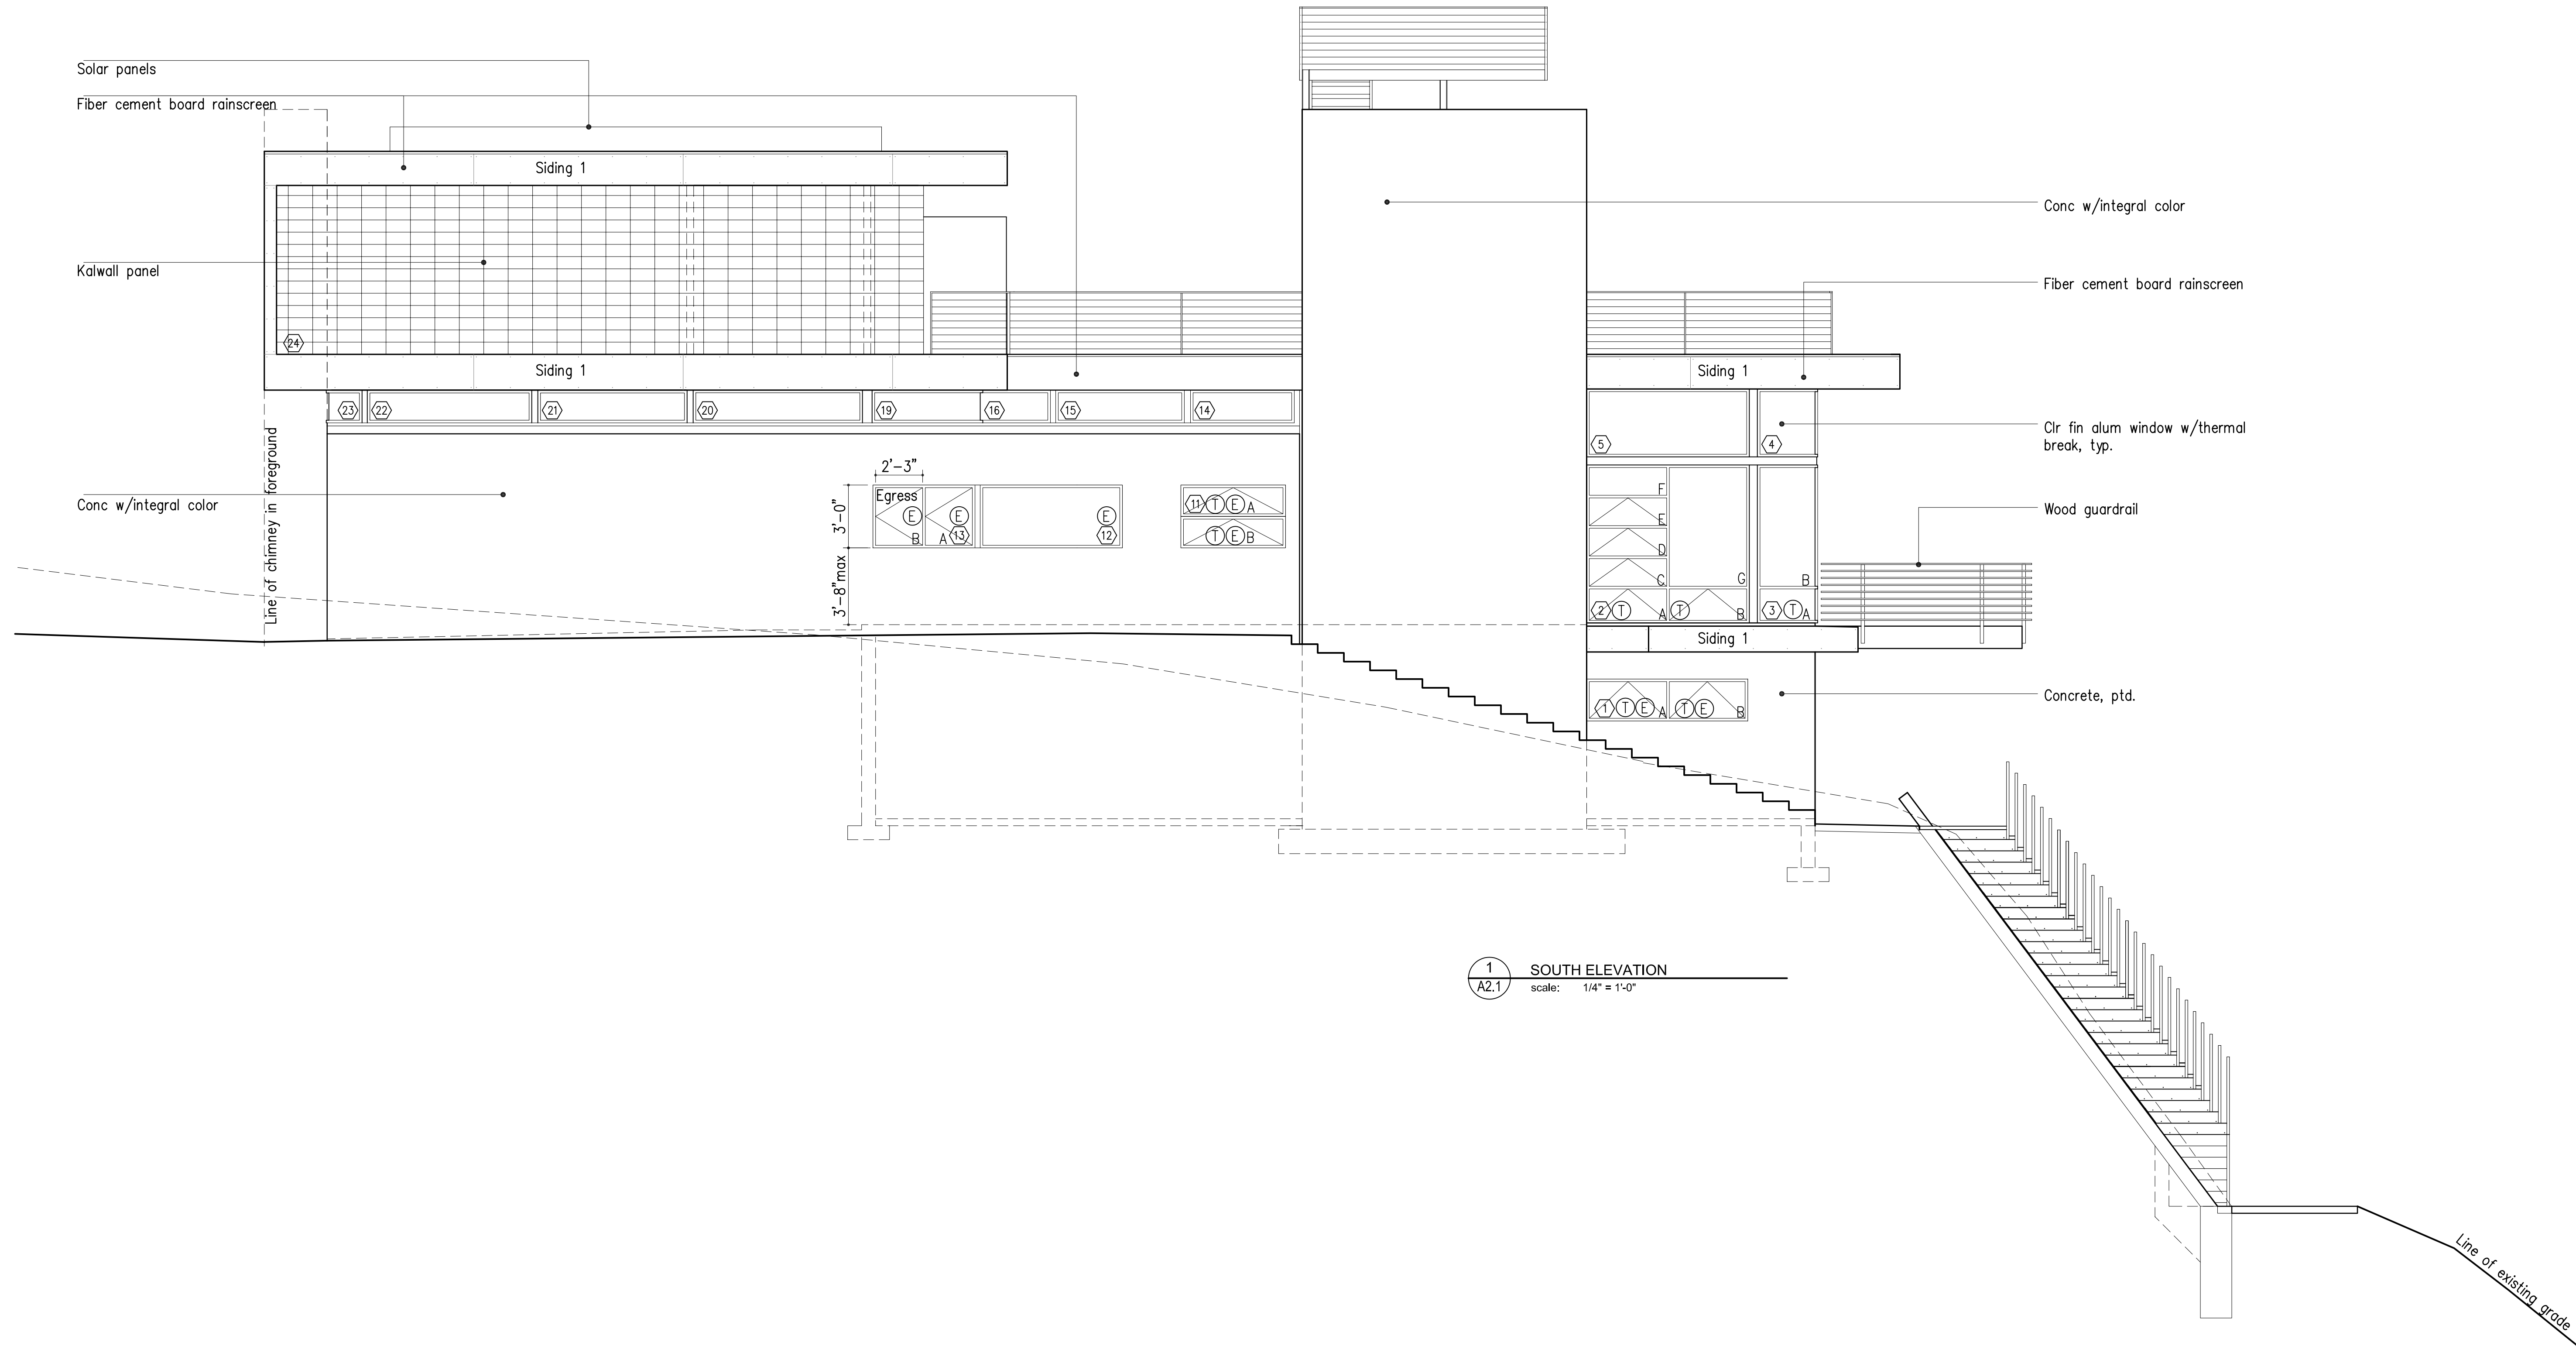 Solar panels
Fiber cement board rainscreen
Siding 1
Conc w/integral color
Kalwall panel
Fiber cement board rainscreen
24
Siding 1
Siding 1
23 22 21 20 19 16 15 14
5 4
Clr fin alum window w/thermal
break, typ.
Line of chimney in foreground
2'-3"
Conc w/integral color
3'-0"
Egress
E B
E A 13
E 12
11 T E A
T E B
F
E
D
C
G
B
Wood guardrail
3'-8"max
2 T A
T B
3 T A
Siding 1
1 T E A
T E B
Concrete, ptd.
1
A2.1
SOUTH ELEVATION
scale: 1/4" = 1'-0"
Line of existing grade